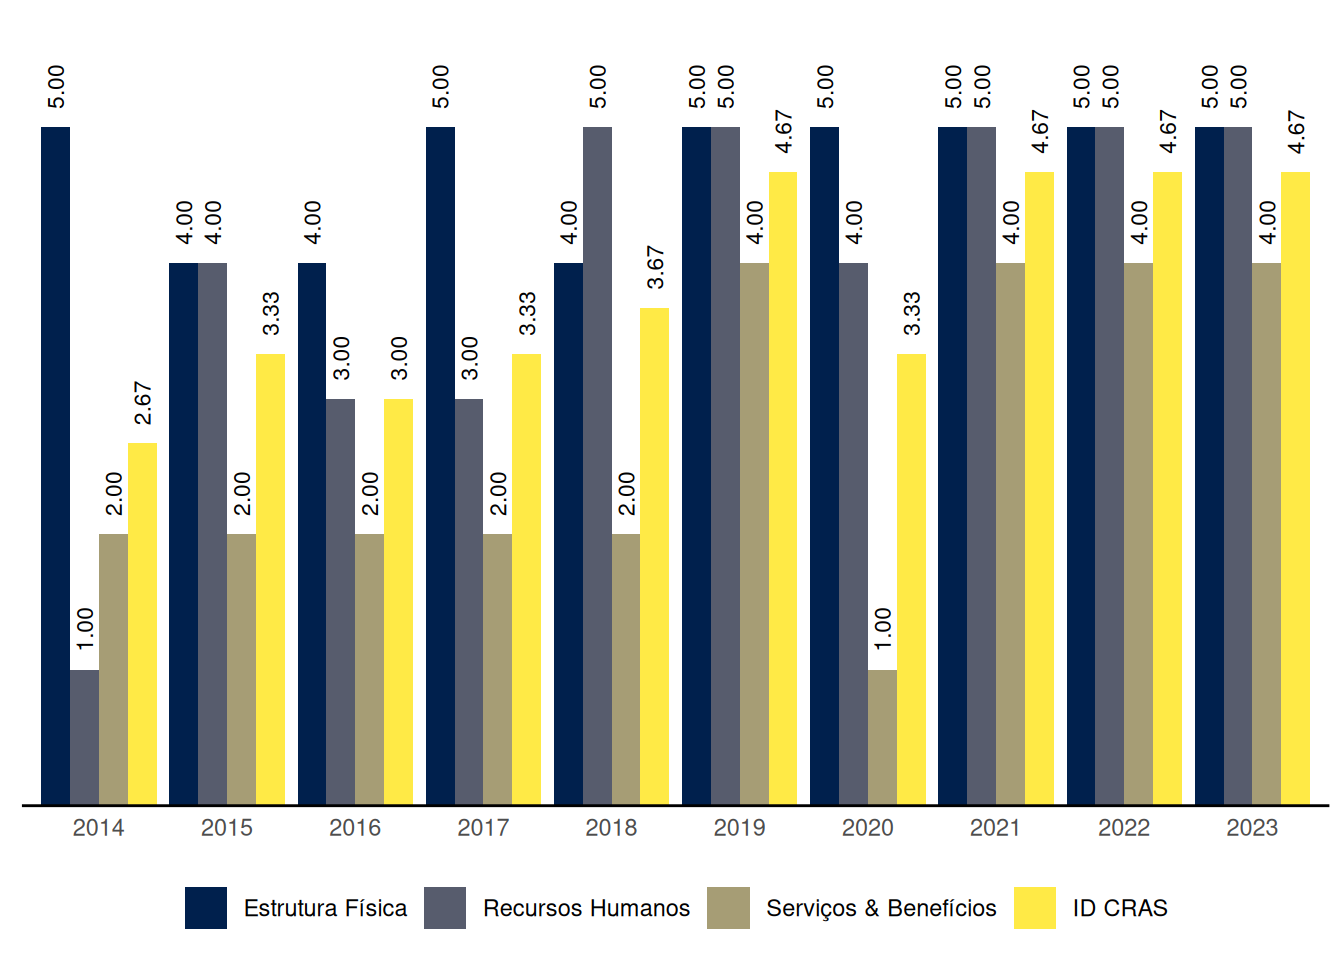 5.00 1.00 2.00 2.67
4.00 4.00 2.00 3.33
4.00 3.00 2.00 3.00
5.00 3.00 2.00 3.33
4.00 5.00 2.00 3.67
5.00 5.00 4.00 4.67
5.00 4.00 1.00 3.33
5.00 5.00 4.00 4.67
5.00 5.00 4.00 4.67
5.00 5.00 4.00 4.67
2014 2015 2016 2017 2018 2019 2020 2021 2022 2023
Estrutura Física Recursos Humanos Serviços & Benefícios ID CRAS